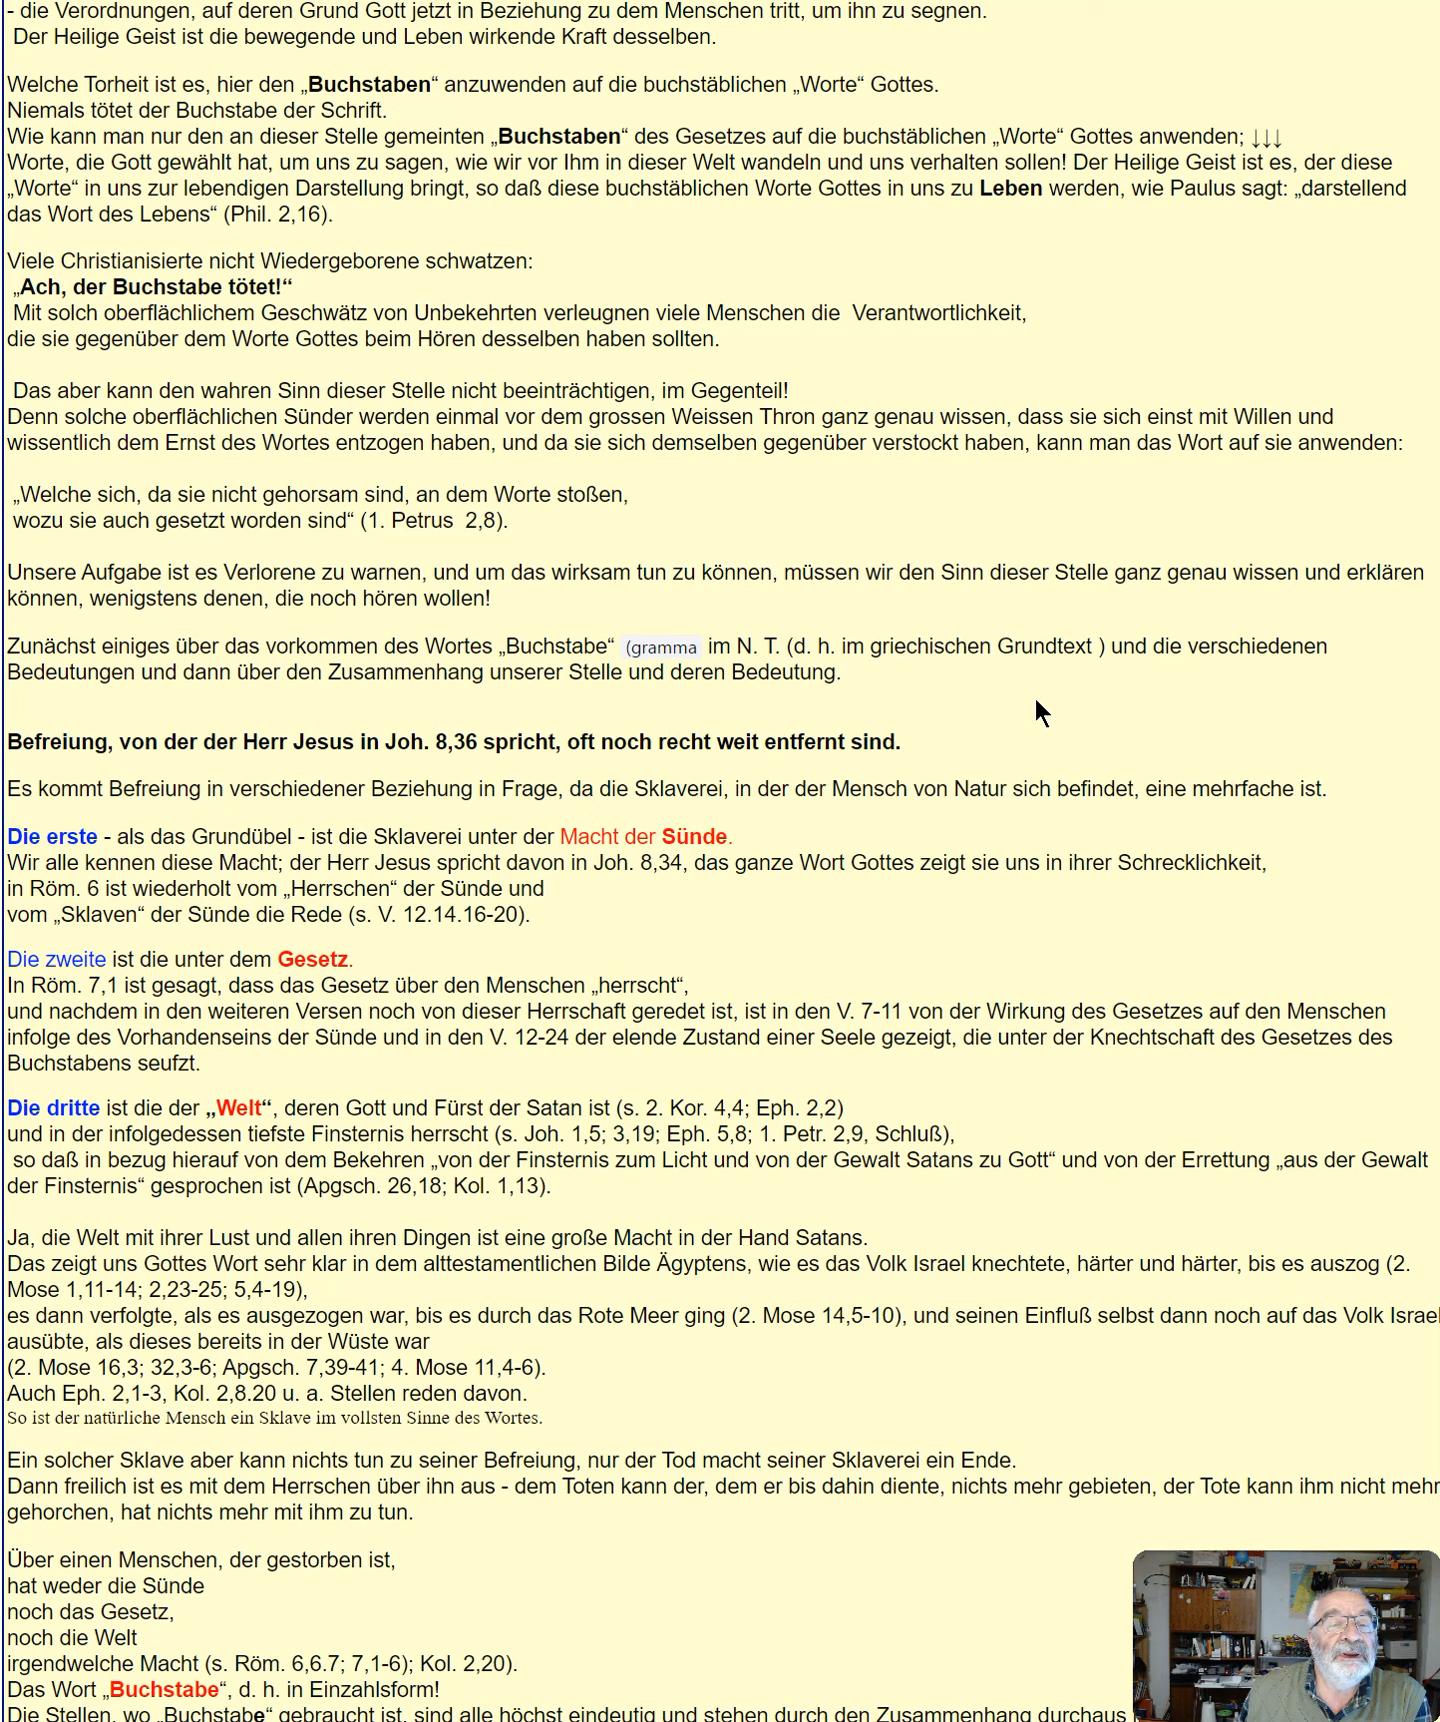 - die Verordnungen, auf deren Grund Gott jetzt in Beziehung zu dem Menschen tritt, um ihn zu segnen.
Der Heilige Geist ist die bewegende und Leben wirkende Kraft desselben.
Welche Torheit ist es, hier den „Buchstaben“ anzuwenden auf die buchstäblichen „Worte“ Gottes.
Niemals tötet der Buchstabe der Schrift.
Wie kann man nur den an dieser Stelle gemeinten „Buchstaben“ des Gesetzes auf die buchstäblichen „Worte“ Gottes anwenden; ↓↓↓
Worte, die Gott gewählt hat, um uns zu sagen, wie wir vor Ihm in dieser Welt wandeln und uns verhalten sollen! Der Heilige Geist ist es, der diese
„Worte“ in uns zur lebendigen Darstellung bringt, so daß diese buchstäblichen Worte Gottes in uns zu Leben werden, wie Paulus sagt: „darstellend
das Wort des Lebens“ (Phil. 2,16).
Viele Christianisierte nicht Wiedergeborene schwatzen:
„Ach, der Buchstabe tötet!“
Mit solch oberflächlichem Geschwätz von Unbekehrten verleugnen viele Menschen die  Verantwortlichkeit,
die sie gegenüber dem Worte Gottes beim Hören desselben haben sollten.
Das aber kann den wahren Sinn dieser Stelle nicht beeinträchtigen, im Gegenteil!
Denn solche oberflächlichen Sünder werden einmal vor dem grossen Weissen Thron ganz genau wissen, dass sie sich einst mit Willen und
wissentlich dem Ernst des Wortes entzogen haben, und da sie sich demselben gegenüber verstockt haben, kann man das Wort auf sie anwenden:
„Welche sich, da sie nicht gehorsam sind, an dem Worte stoßen,
wozu sie auch gesetzt worden sind“ (1. Petrus  2,8).
Unsere Aufgabe ist es Verlorene zu warnen, und um das wirksam tun zu können, müssen wir den Sinn dieser Stelle ganz genau wissen und erklären
können, wenigstens denen, die noch hören wollen!
Zunächst einiges über das vorkommen des Wortes „Buchstabe“ (gramma im N. T. (d. h. im griechischen Grundtext ) und die verschiedenen
Bedeutungen und dann über den Zusammenhang unserer Stelle und deren Bedeutung.
Befreiung, von der der Herr Jesus in Joh. 8,36 spricht, oft noch recht weit entfernt sind.
Es kommt Befreiung in verschiedener Beziehung in Frage, da die Sklaverei, in der der Mensch von Natur sich befindet, eine mehrfache ist.
Die erste - als das Grundübel - ist die Sklaverei unter der Macht der Sünde.
Wir alle kennen diese Macht; der Herr Jesus spricht davon in Joh. 8,34, das ganze Wort Gottes zeigt sie uns in ihrer Schrecklichkeit,
in Röm. 6 ist wiederholt vom „Herrschen“ der Sünde und
vom „Sklaven“ der Sünde die Rede (s. V. 12.14.16-20).
Die zweite ist die unter dem Gesetz.
In Röm. 7,1 ist gesagt, dass das Gesetz über den Menschen „herrscht“,
und nachdem in den weiteren Versen noch von dieser Herrschaft geredet ist, ist in den V. 7-11 von der Wirkung des Gesetzes auf den Menschen
infolge des Vorhandenseins der Sünde und in den V. 12-24 der elende Zustand einer Seele gezeigt, die unter der Knechtschaft des Gesetzes des
Buchstabens seufzt.
Die dritte ist die der „Welt“, deren Gott und Fürst der Satan ist (s. 2. Kor. 4,4; Eph. 2,2)
und in der infolgedessen tiefste Finsternis herrscht (s. Joh. 1,5; 3,19; Eph. 5,8; 1. Petr. 2,9, Schluß),
so daß in bezug hierauf von dem Bekehren „von der Finsternis zum Licht und von der Gewalt Satans zu Gott“ und von der Errettung „aus der Gewalt
der Finsternis“ gesprochen ist (Apgsch. 26,18; Kol. 1,13).
Ja, die Welt mit ihrer Lust und allen ihren Dingen ist eine große Macht in der Hand Satans.
Das zeigt uns Gottes Wort sehr klar in dem alttestamentlichen Bilde Ägyptens, wie es das Volk Israel knechtete, härter und härter, bis es auszog (2.
Mose 1,11-14; 2,23-25; 5,4-19),
es dann verfolgte, als es ausgezogen war, bis es durch das Rote Meer ging (2. Mose 14,5-10), und seinen Einfluß selbst dann noch auf das Volk Israel
ausübte, als dieses bereits in der Wüste war
(2. Mose 16,3; 32,3-6; Apgsch. 7,39-41; 4. Mose 11,4-6).
Auch Eph. 2,1-3, Kol. 2,8.20 u. a. Stellen reden davon.
So ist der natürliche Mensch ein Sklave im vollsten Sinne des Wortes.
Ein solcher Sklave aber kann nichts tun zu seiner Befreiung, nur der Tod macht seiner Sklaverei ein Ende.
Dann freilich ist es mit dem Herrschen über ihn aus - dem Toten kann der, dem er bis dahin diente, nichts mehr gebieten, der Tote kann ihm nicht mehr
gehorchen, hat nichts mehr mit ihm zu tun.
Über einen Menschen, der gestorben ist,
hat weder die Sünde
noch das Gesetz,
noch die Welt
irgendwelche Macht (s. Röm. 6,6.7; 7,1-6); Kol. 2,20).
Das Wort „Buchstabe“, d. h. in Einzahlsform!
Die Stellen, wo „Buchstabe“ gebraucht ist, sind alle höchst eindeutig und stehen durch den Zusammenhang durchaus